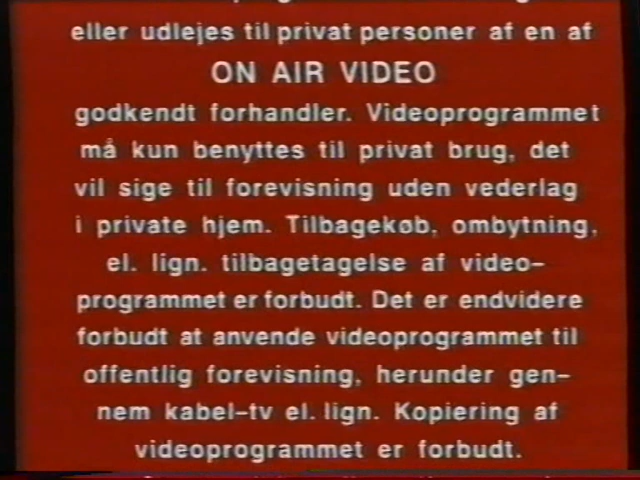 eller udlejes til privat personer af en af
ON AIR VIDEO
godkendt forhandler. Videoprogrammet
må kun benyttes til privat brug, det
vil sige til forevisning uden vederlag
i private hjem. Tilbagekøb, ombytning,
el. lign. tilbagetagelse af video-
programmet er forbudt. Det er endvidere
forbudt at anvende videoprogrammet til
offentlig forevisning, herunder gen-
nem kabel-tv el. lign. Kopiering af
videoprogrammet er forbudt.